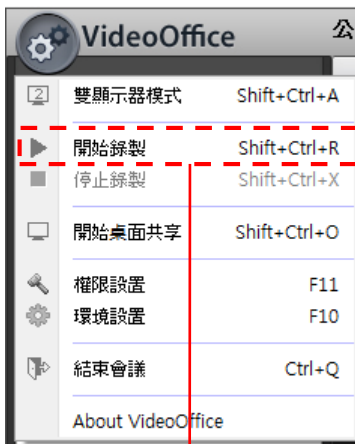 VideoOffice 公
2 雙顯示器模式 Shift+Ctrl+A
開始錄製 Shift+Ctrl+R
停止錄製 Shift+Ctrl+X
開始桌面共享 Shift+Ctrl+O
權限設置 F11
環境設置 F10
結束會議 Ctrl+Q
About VideoOffice